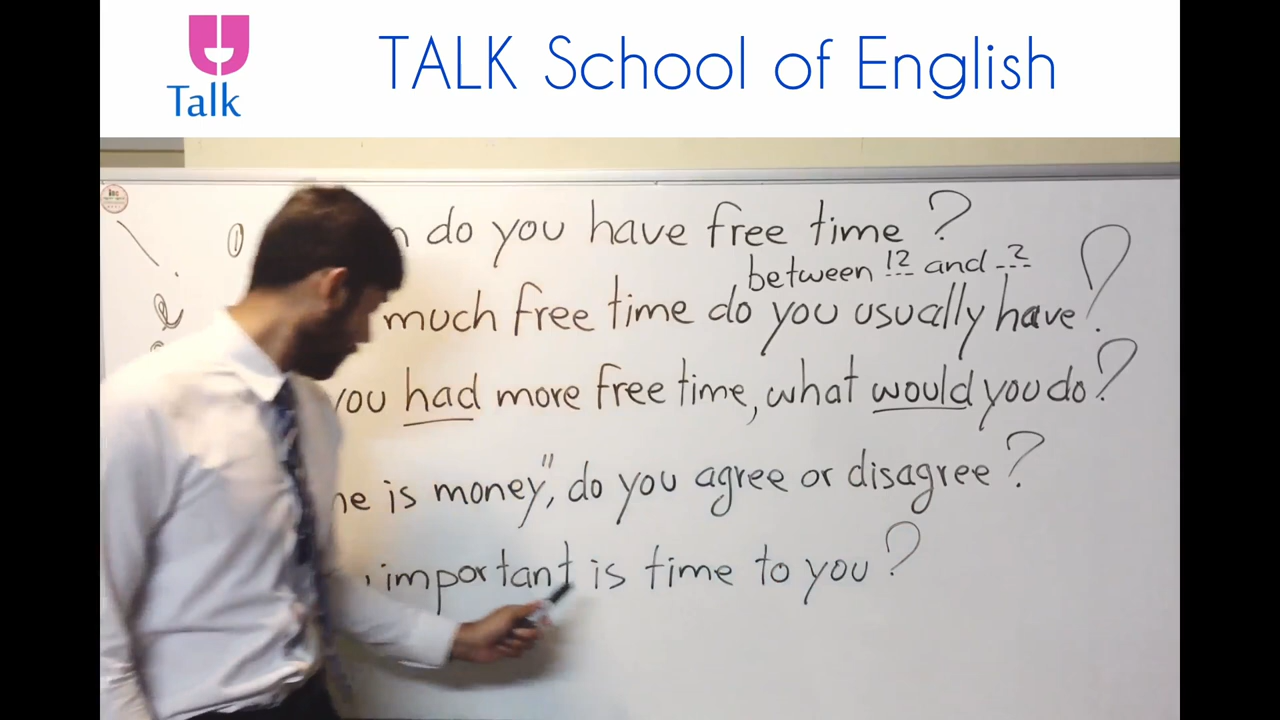 Talk
TALK School of English
do you have free time?
between 12 and 2
much free time do you usually have?
you had more free time, what would you do?
is money", do you agree or disagree?
important is time to you?